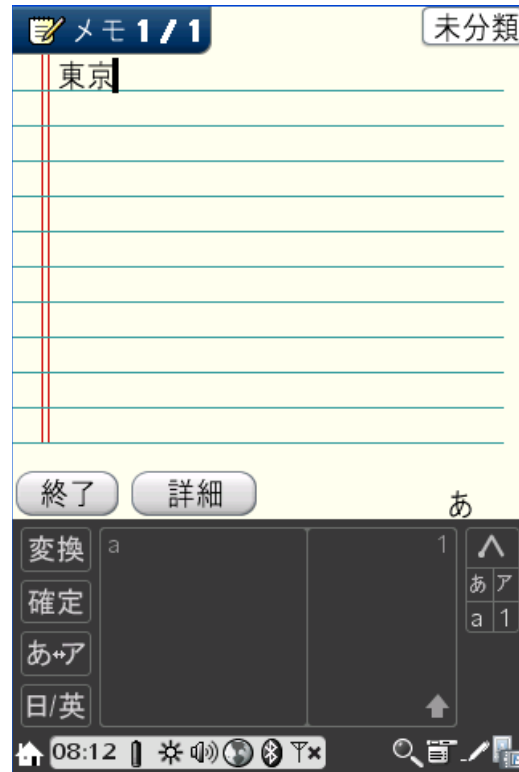 メモ 1 / 1
未分類
東京
終了
詳細
あ
変換
a
1
確定
あ ア
a 1
あ↔ア
日/英
08:12